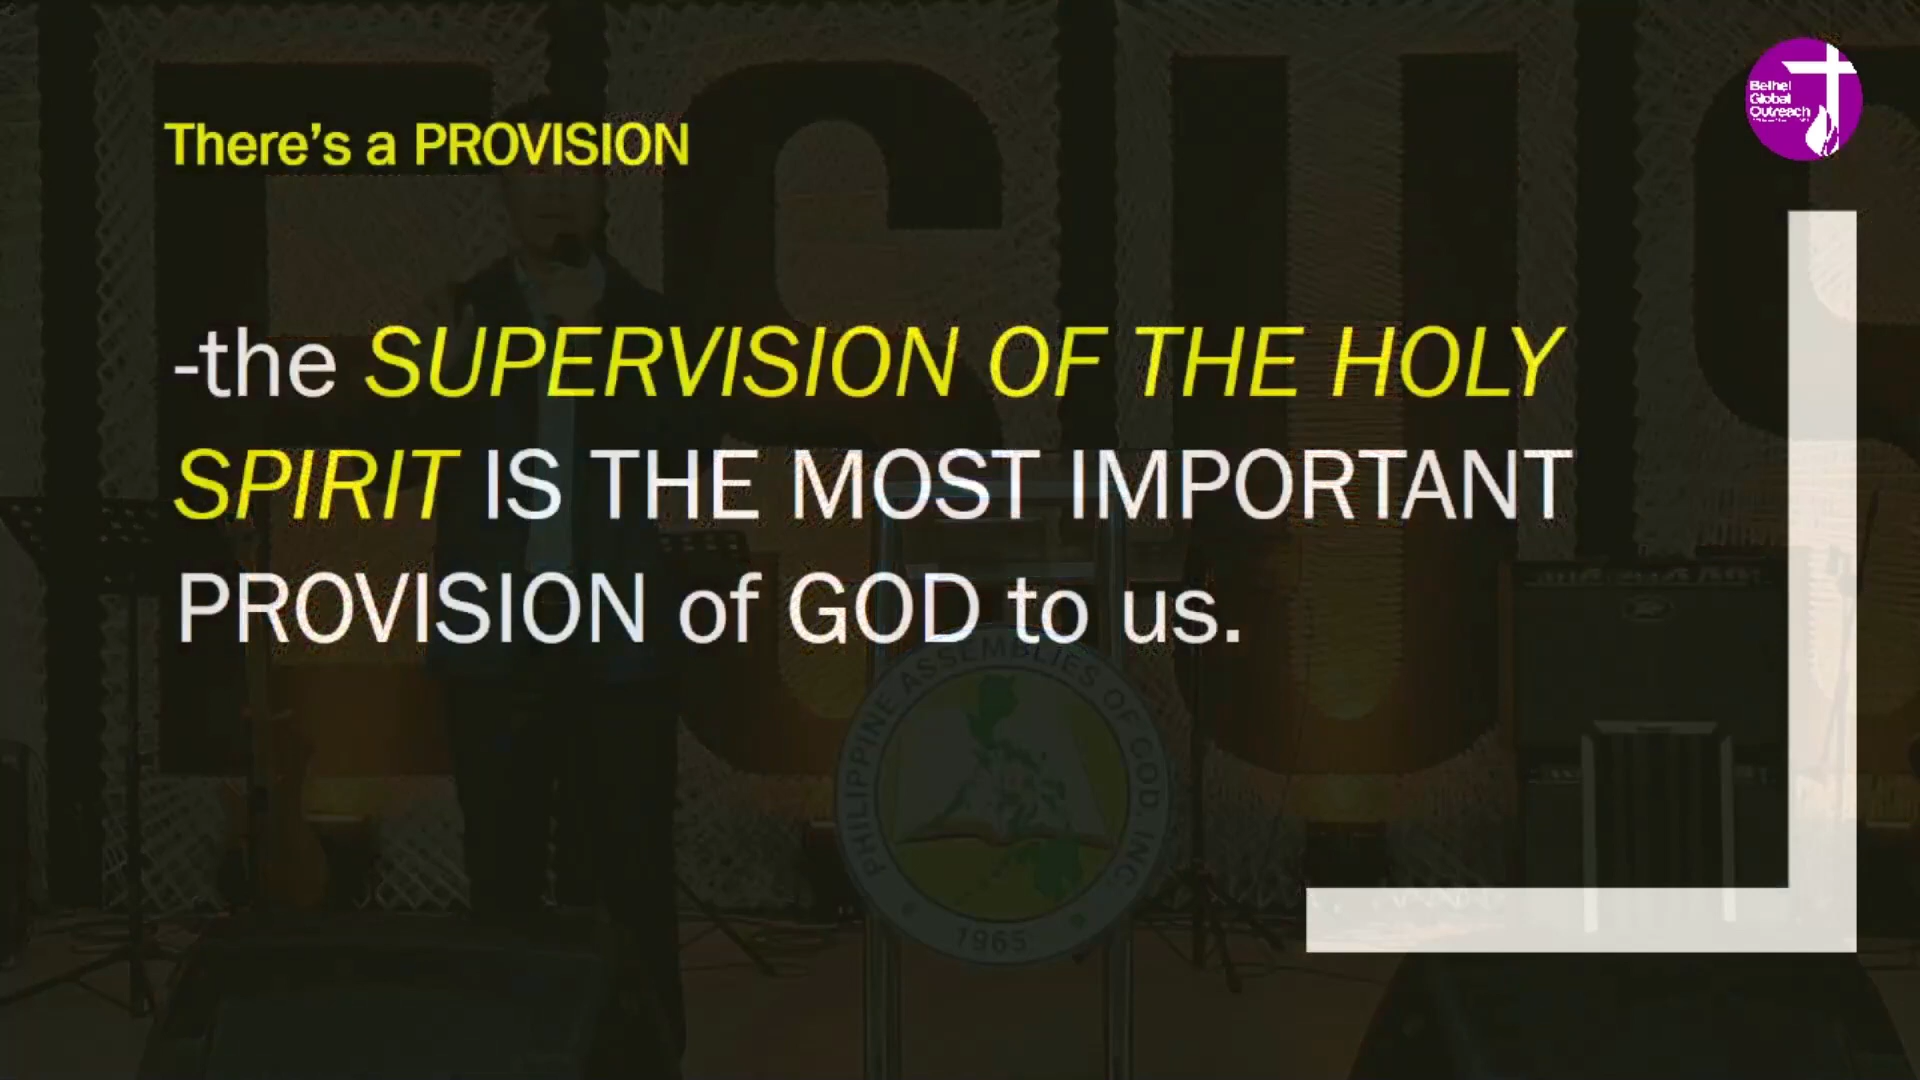 There's a PROVISION
Bethel
Global
Outreach
-the SUPERVISION OF THE HOLY
SPIRIT IS THE MOST IMPORTANT
PROVISION of GOD to us.
PHILIPPINE ASSEMBLIES OF GOD, INC.
1965